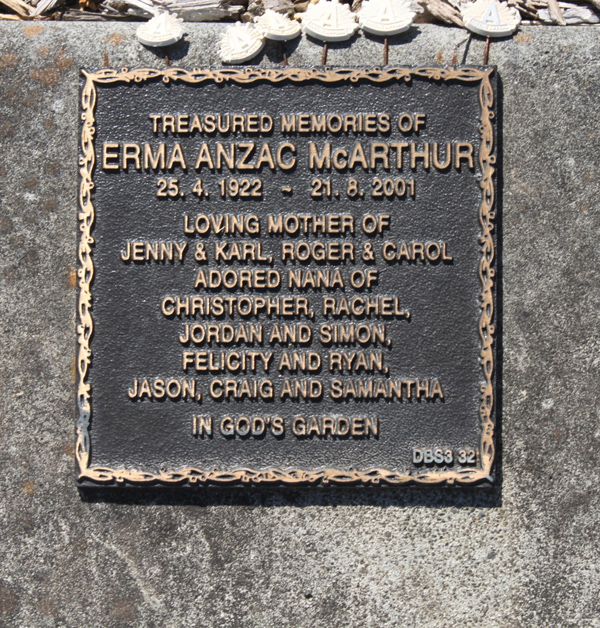 A
A
A
TREASURED MEMORIES OF
ERMA ANZAC McARTHUR
25. 4. 1922 ~ 21. 8. 2001
LOVING MOTHER OF
JENNY & KARL, ROGER & CAROL
ADORED NANA OF
CHRISTOPHER, RACHEL,
JORDAN AND SIMON,
FELICITY AND RYAN,
JASON, CRAIG AND SAMANTHA
IN GOD'S GARDEN
DBS3 32